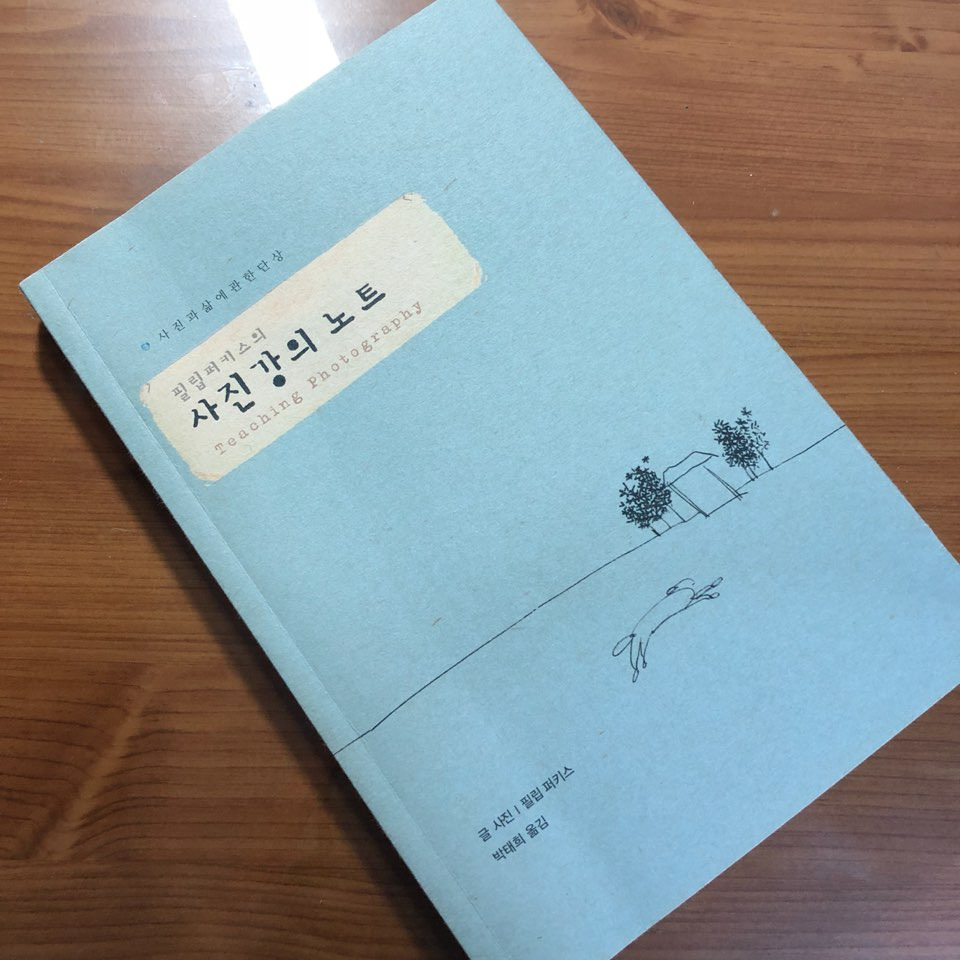 사진과 삶에 관한 단상
필립퍼키스의
사진강의 노트
Teaching Photography
글 사진 | 필립 퍼키스
박태희 옮김